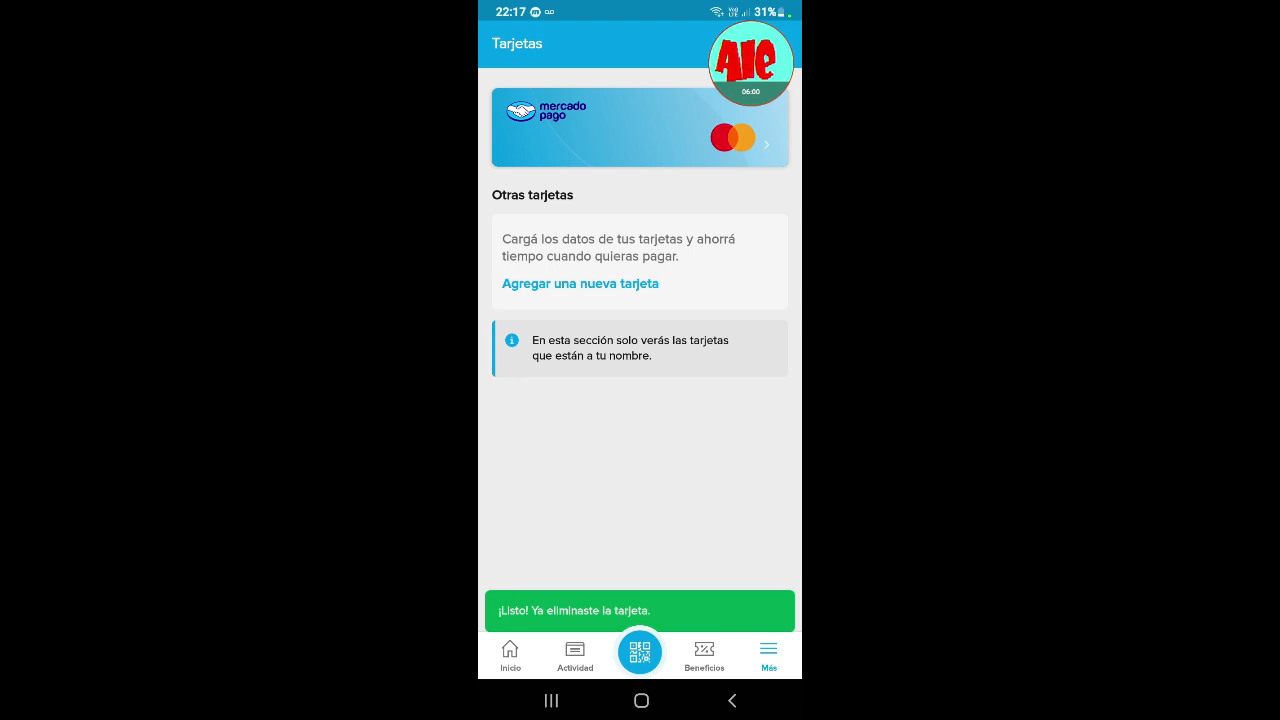 22:17
VoD LTE 31%
Tarjetas
Ale
06:00
mercado
pago
Otras tarjetas
Cargá los datos de tus tarjetas y ahorrá
tiempo cuando quieras pagar.
Agregar una nueva tarjeta
En esta sección solo verás las tarjetas
que están a tu nombre.
¡Listo! Ya eliminaste la tarjeta.
Inicio Actividad Beneficios Más